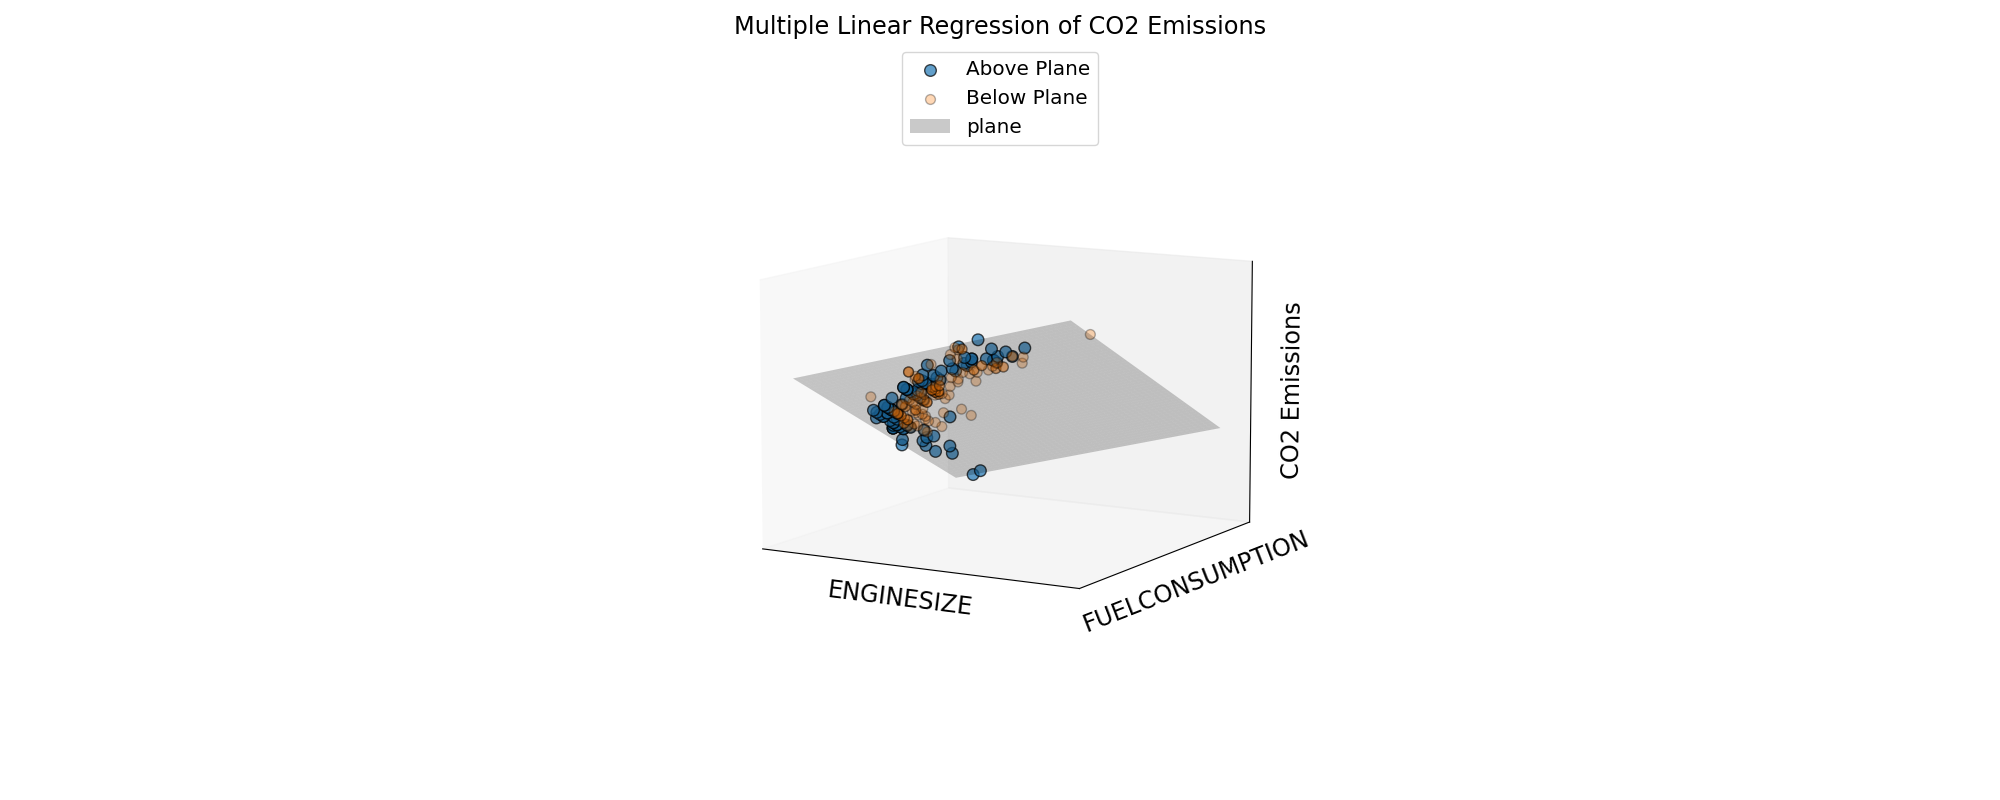 Multiple Linear Regression of CO2 Emissions
Above Plane
Below Plane
plane
CO2 Emissions
ENGINESIZE
FUELCONSUMPTION